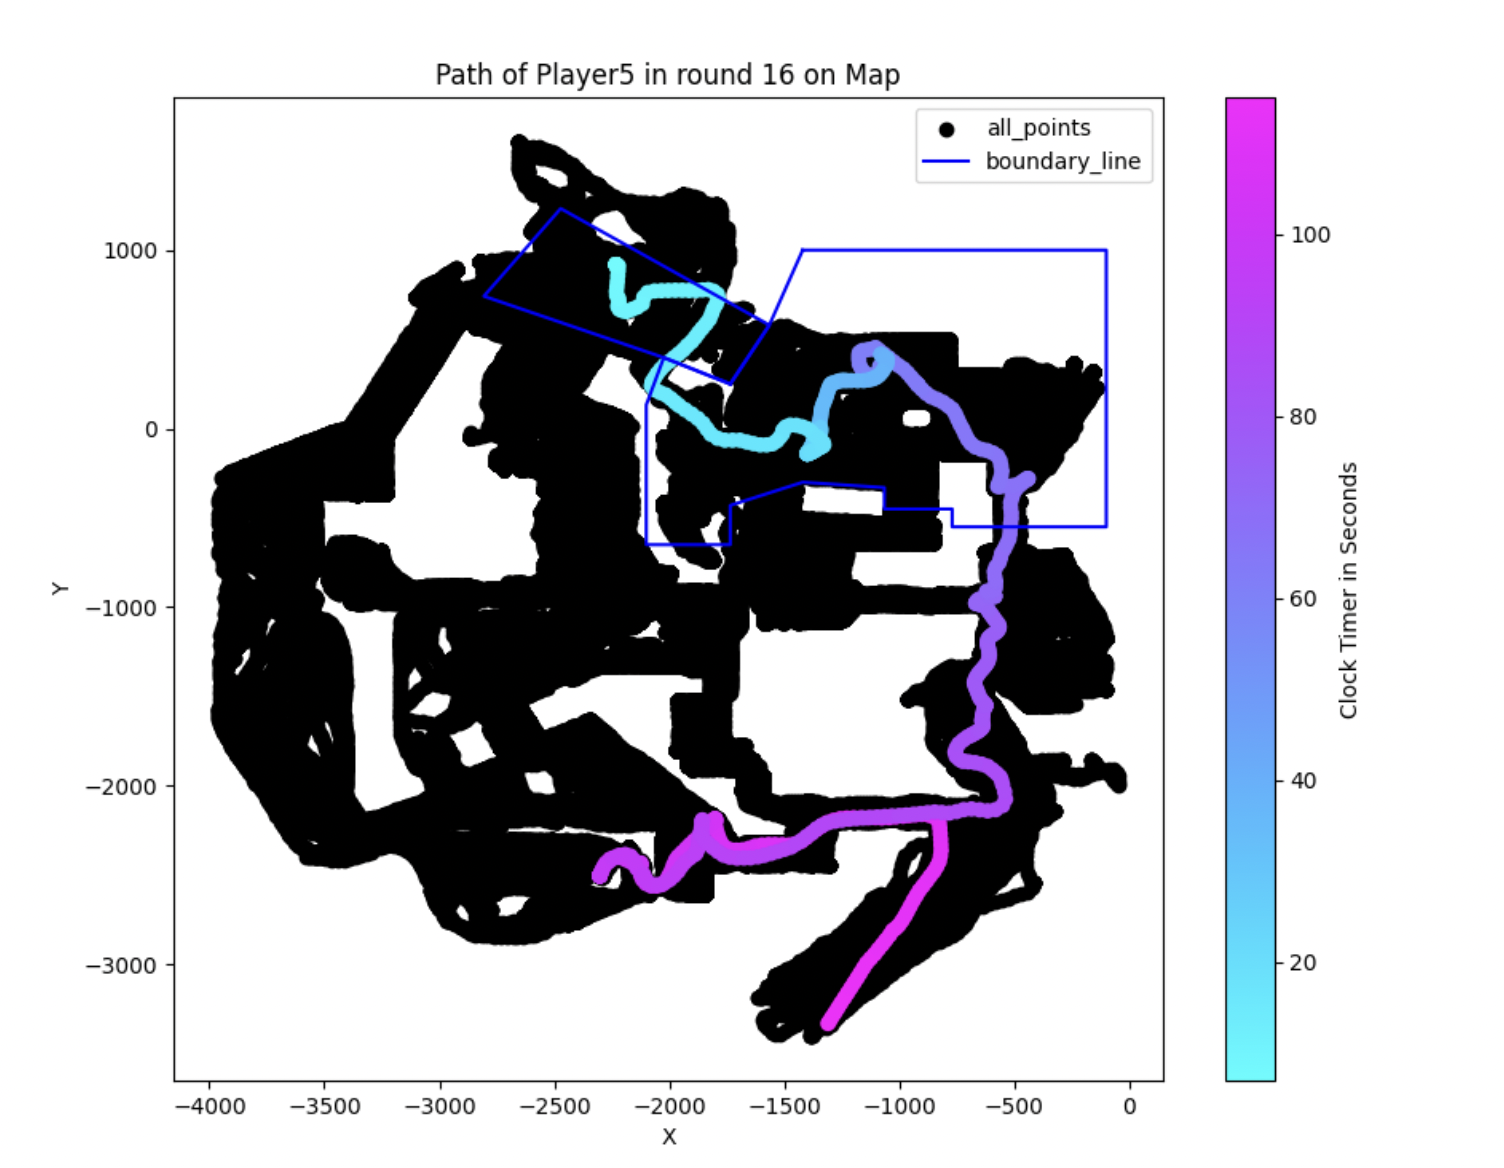 Path of Player5 in round 16 on Map
all_points
boundary_line
1000
0
−1000
−2000
−3000
Y
−4000 −3500 −3000 −2500 −2000 −1500 −1000 −500 0
X
100
80
60
40
20
Clock Timer in Seconds